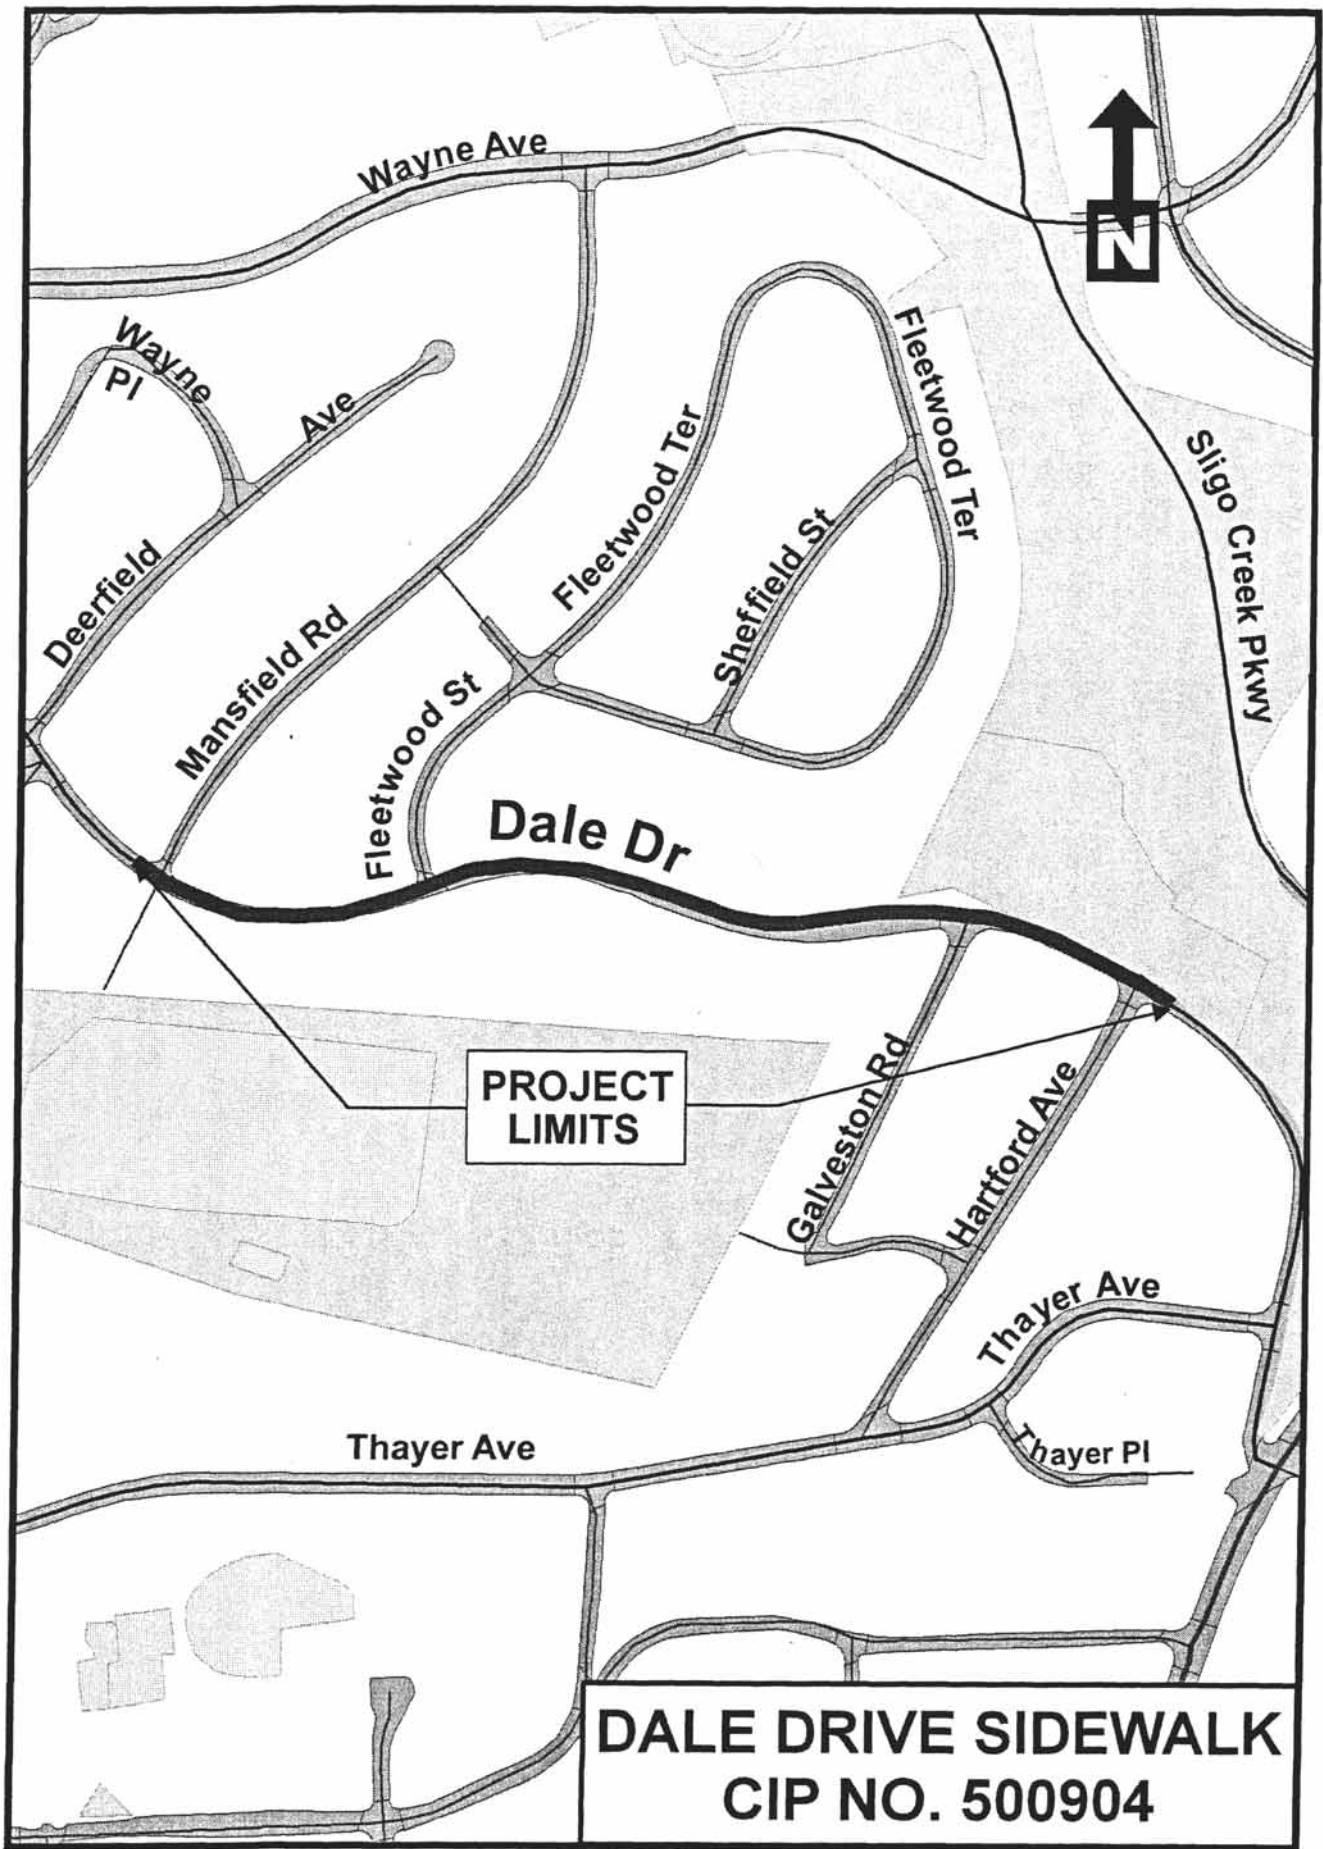 Wayne Ave
N
Wayne
Pl
Ave
Deerfield
Fleetwood Ter
Fleetwood Ter
Sheffield St
Sligo Creek Pkwy
Mansfield Rd
Fleetwood St
Dale Dr
PROJECT
LIMITS
Galveston Rd
Hartford Ave
Thayer Ave
Thayer Ave
Thayer Pl
DALE DRIVE SIDEWALK
CIP NO. 500904